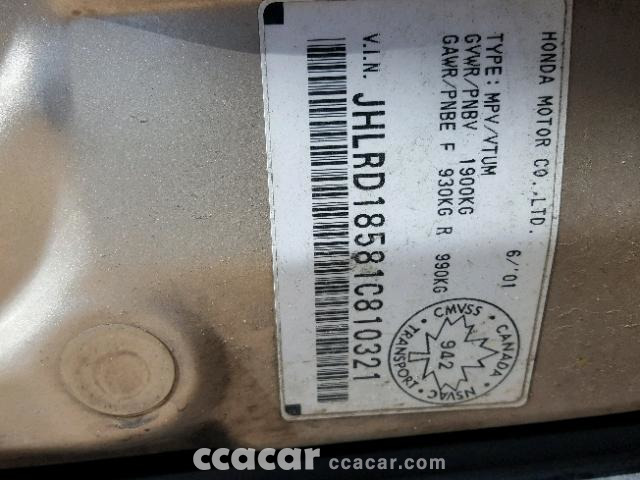 HONDA MOTOR CO.,LTD. 6/'01
TYPE: MPV/VTUM
GVWR/PNBV 1900KG
GAWR/PNBE F 930KG R 990KG
V.I.N. JHLRD18581C810321
CMVSS · CANADA · NSVAC · TRANSPORT ·
942
ccacar ccacar.com